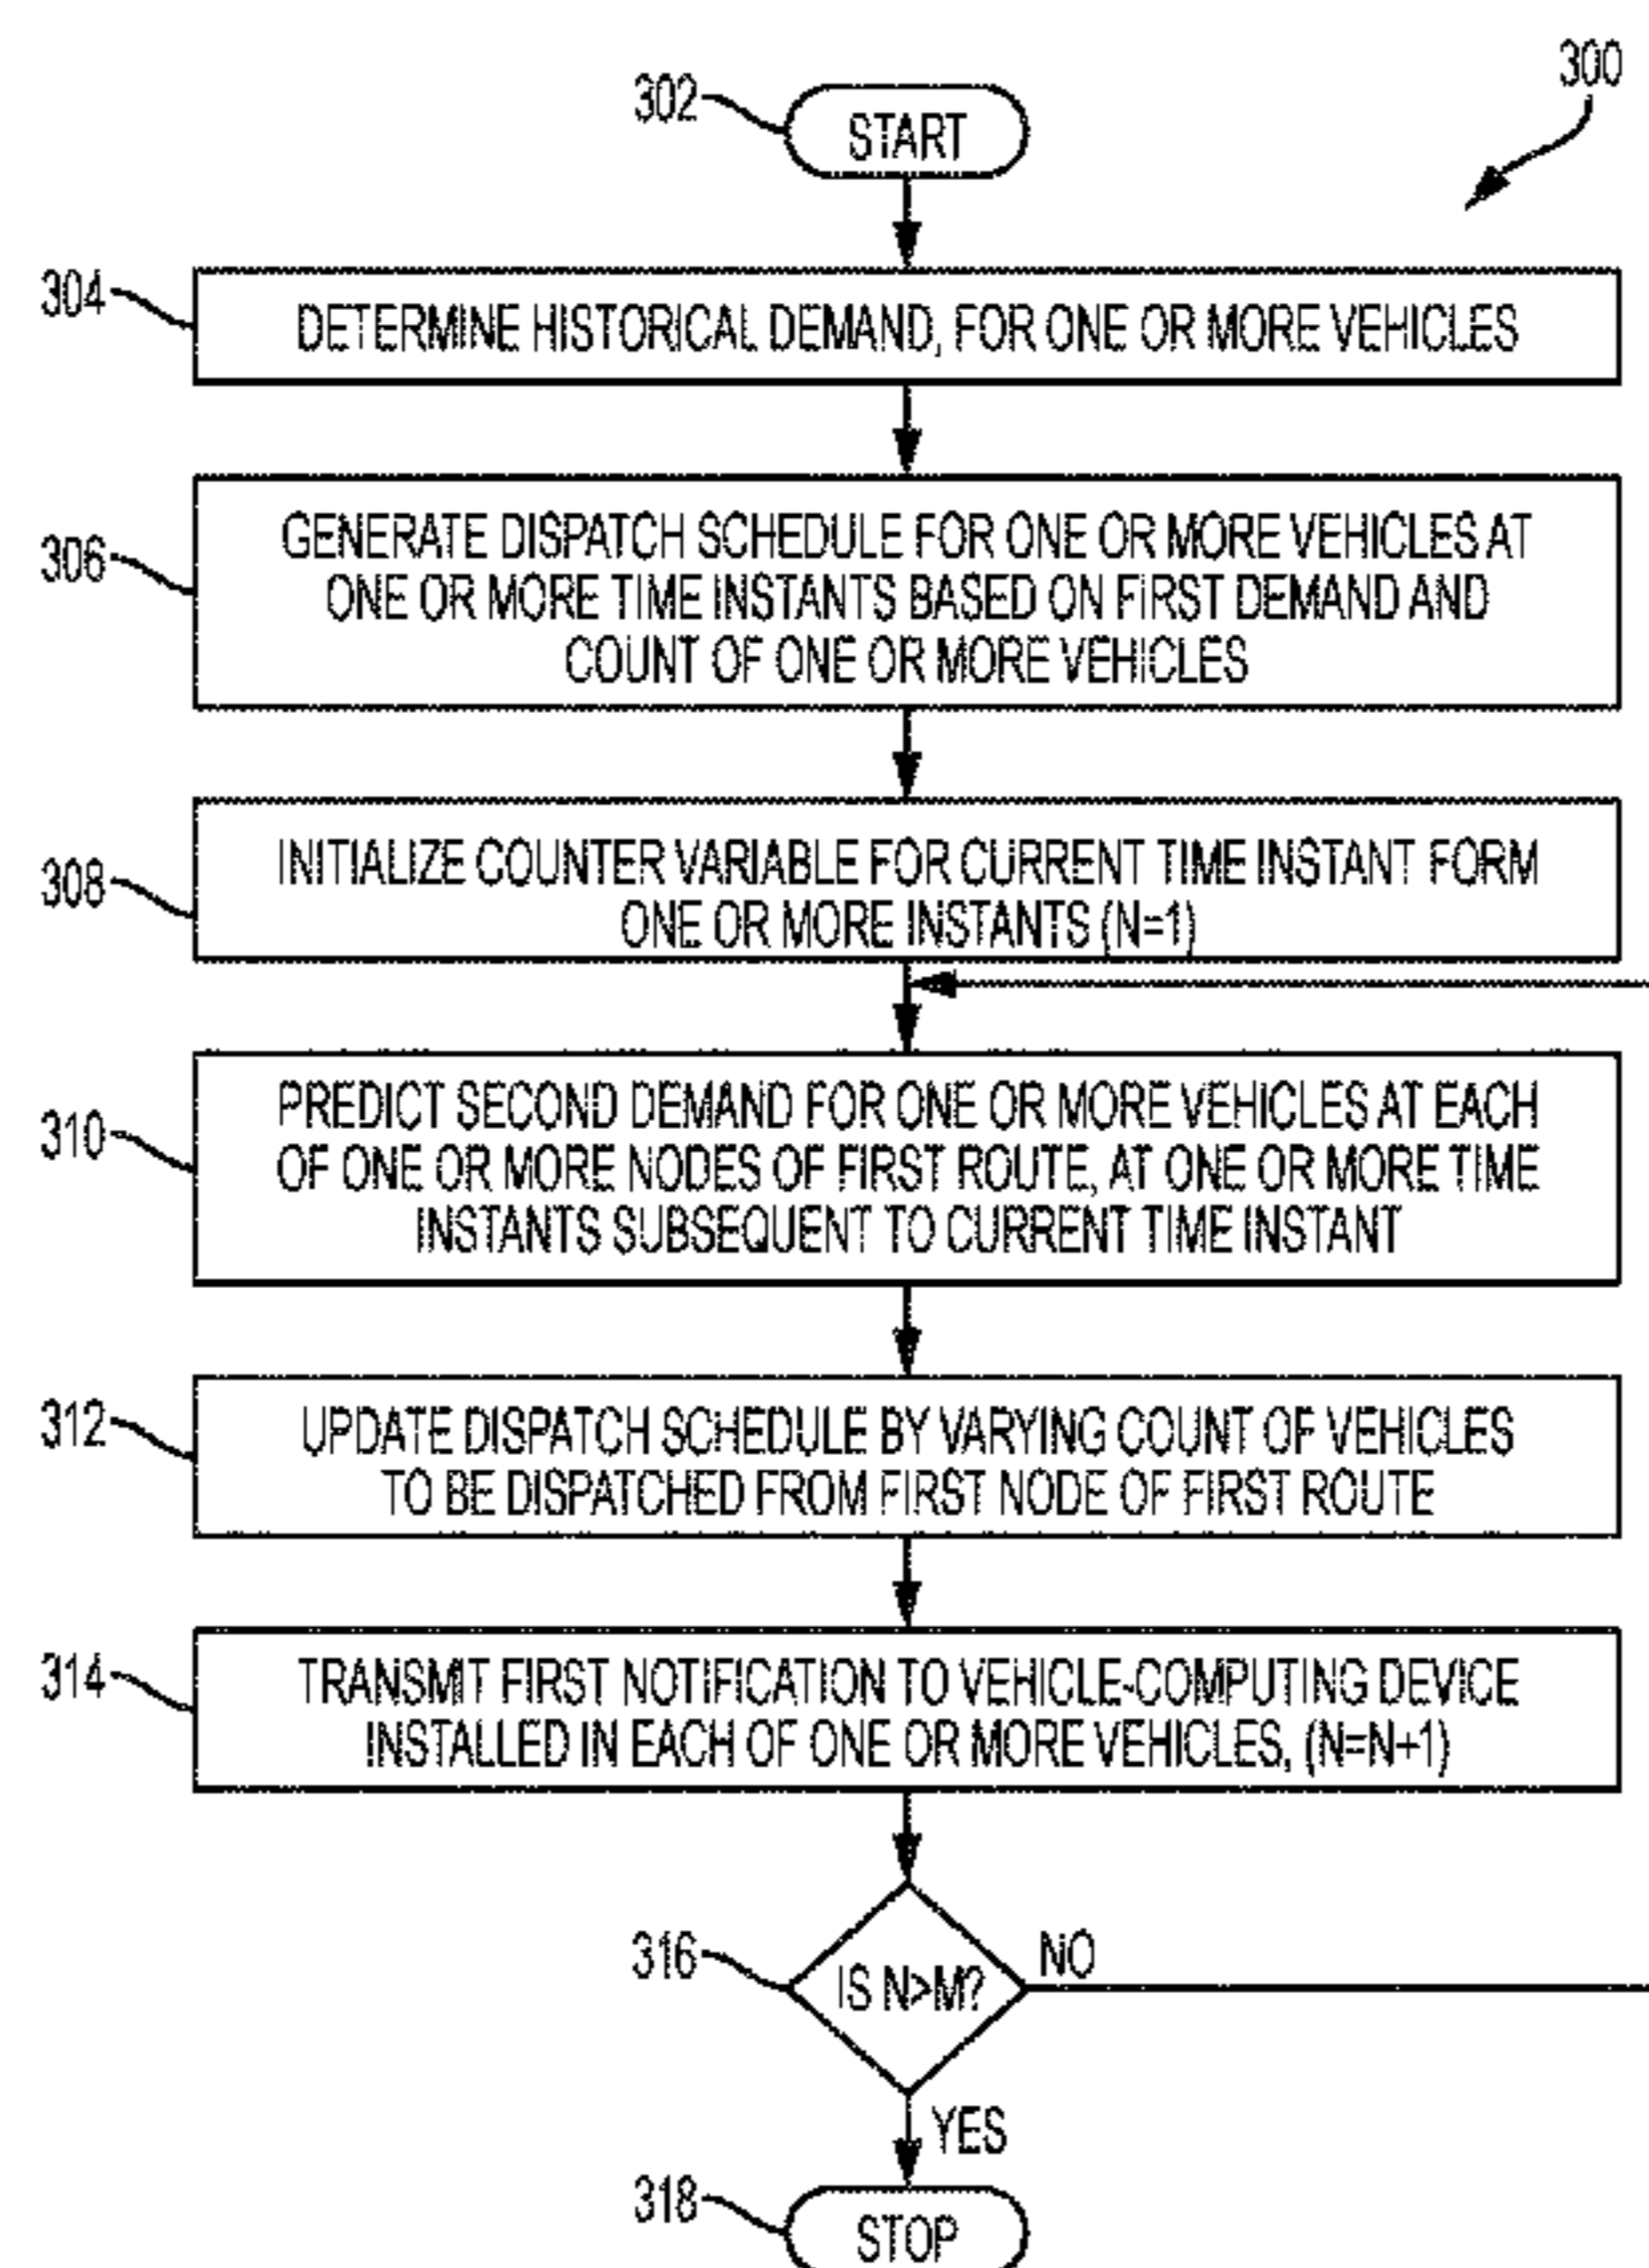 300
302
START
304
DETERMINE HISTORICAL DEMAND, FOR ONE OR MORE VEHICLES
306
GENERATE DISPATCH SCHEDULE FOR ONE OR MORE VEHICLES AT
ONE OR MORE TIME INSTANTS BASED ON FIRST DEMAND AND
COUNT OF ONE OR MORE VEHICLES
308
INITIALIZE COUNTER VARIABLE FOR CURRENT TIME INSTANT FORM
ONE OR MORE INSTANTS (N=1)
310
PREDICT SECOND DEMAND FOR ONE OR MORE VEHICLES AT EACH
OF ONE OR MORE NODES OF FIRST ROUTE, AT ONE OR MORE TIME
INSTANTS SUBSEQUENT TO CURRENT TIME INSTANT
312
UPDATE DISPATCH SCHEDULE BY VARYING COUNT OF VEHICLES
TO BE DISPATCHED FROM FIRST NODE OF FIRST ROUTE
314
TRANSMIT FIRST NOTIFICATION TO VEHICLE-COMPUTING DEVICE
INSTALLED IN EACH OF ONE OR MORE VEHICLES, (N=N+1)
316
IS N>M?
NO
YES
318
STOP